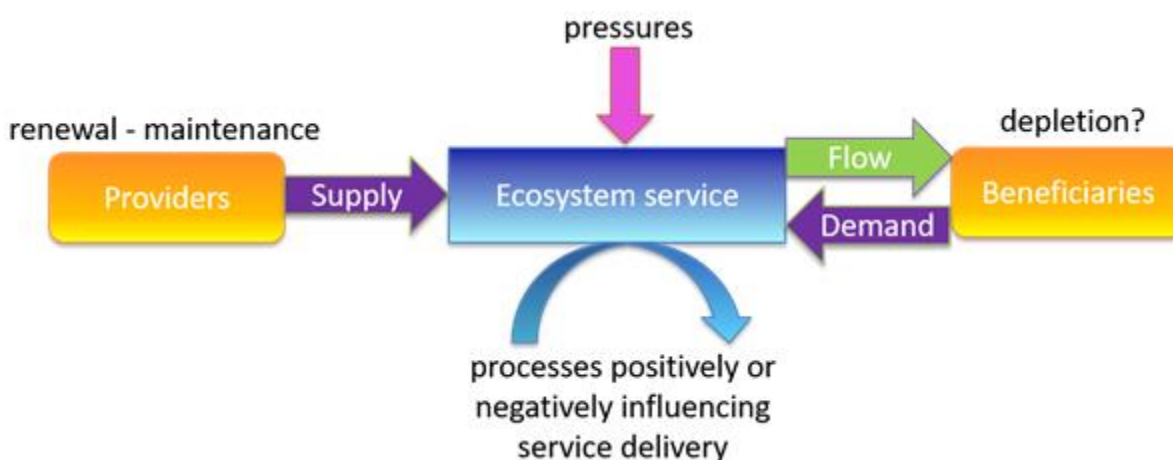 pressures
renewal - maintenance
depletion?
Providers
Supply
Ecosystem service
Flow
Demand
Beneficiaries
processes positively or
negatively influencing
service delivery